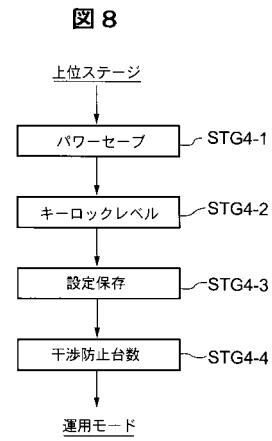 図8
上位ステージ
パワーセーブ STG4-1
キーロックレベル STG4-2
設定保存 STG4-3
干渉防止台数 STG4-4
運用モード